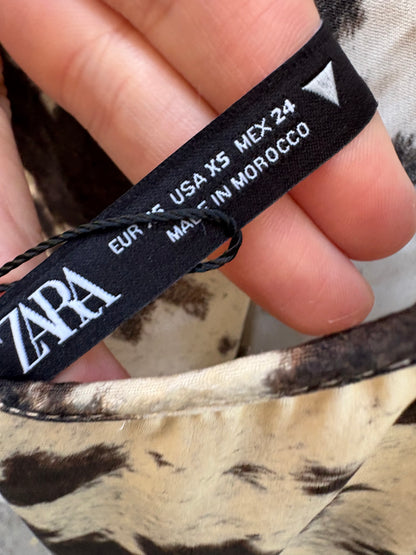 ZARA
EUR USA XS MEX 24
MADE IN MOROCCO